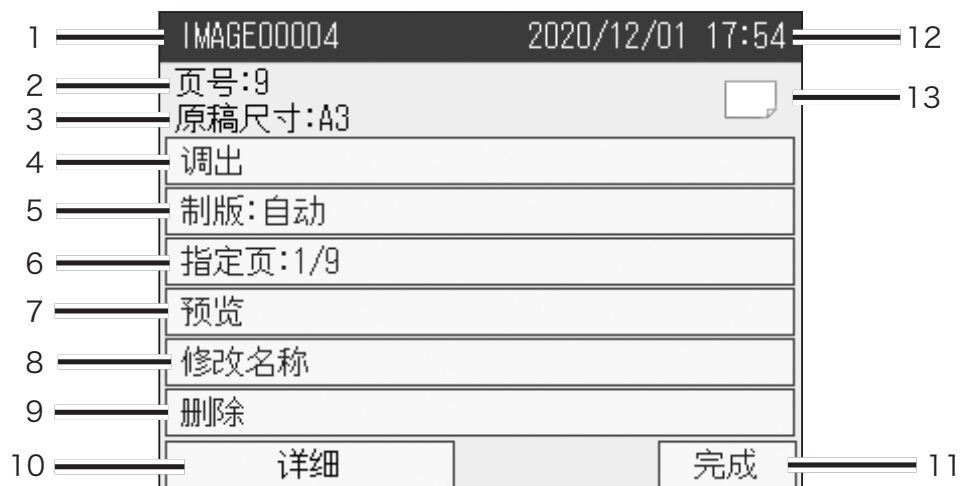 1 IMAGE00004 2020/12/01 17:54 12
2 页号:9 13
3 原稿尺寸:A3
4 调出
5 制版:自动
6 指定页:1/9
7 预览
8 修改名称
9 删除
10 详细 完成 11